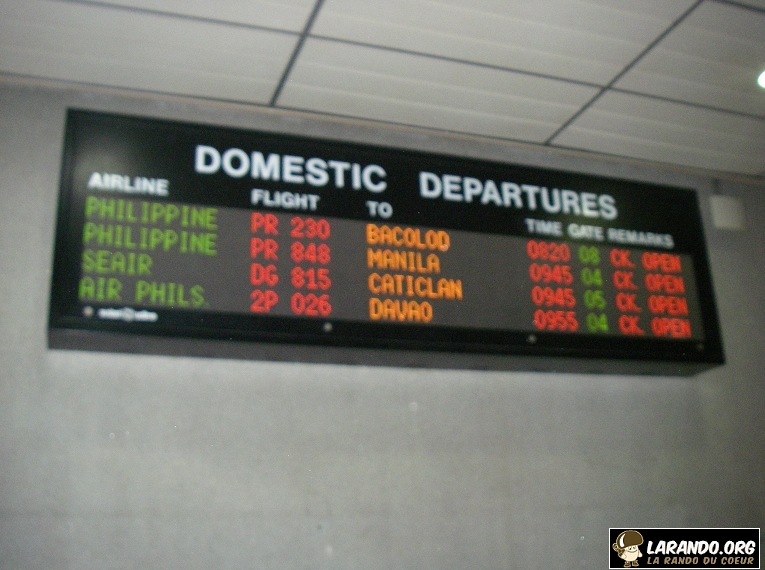 DOMESTIC DEPARTURES
AIRLINE FLIGHT TO TIME GATE REMARKS
PHILIPPINE PR 230 BACOLOD 0820 08 CK. OPEN
PHILIPPINE PR 848 MANILA 0945 04 CK. OPEN
SEAIR DG 815 CATICLAN 0945 05 CK. OPEN
AIR PHILS. 2P 026 DAVAO 0955 04 CK. OPEN
LARANDO.ORG
LA RANDO DU COEUR